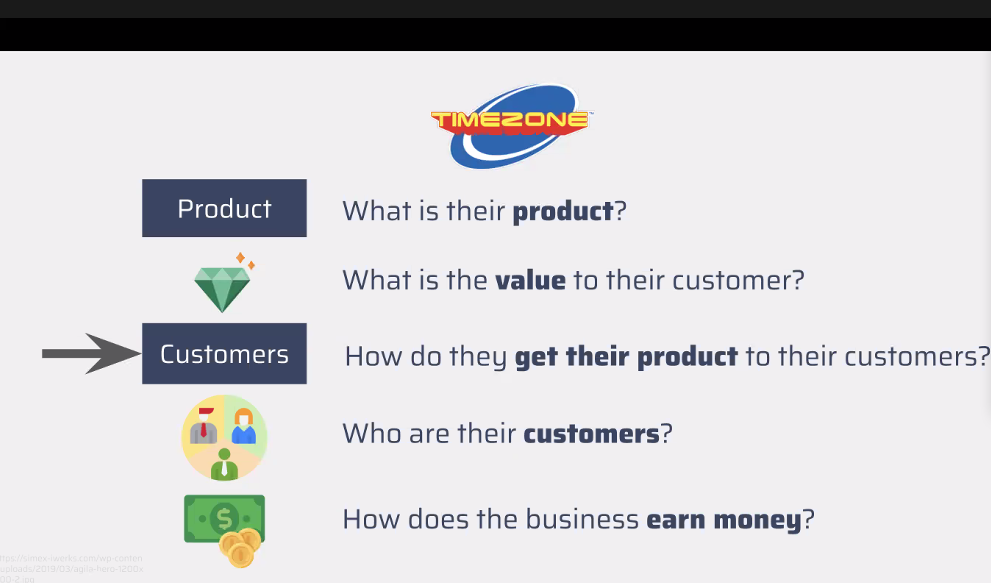 TIMEZONE
Product
What is their product?
What is the value to their customer?
Customers
How do they get their product to their customers?
Who are their customers?
$
How does the business earn money?